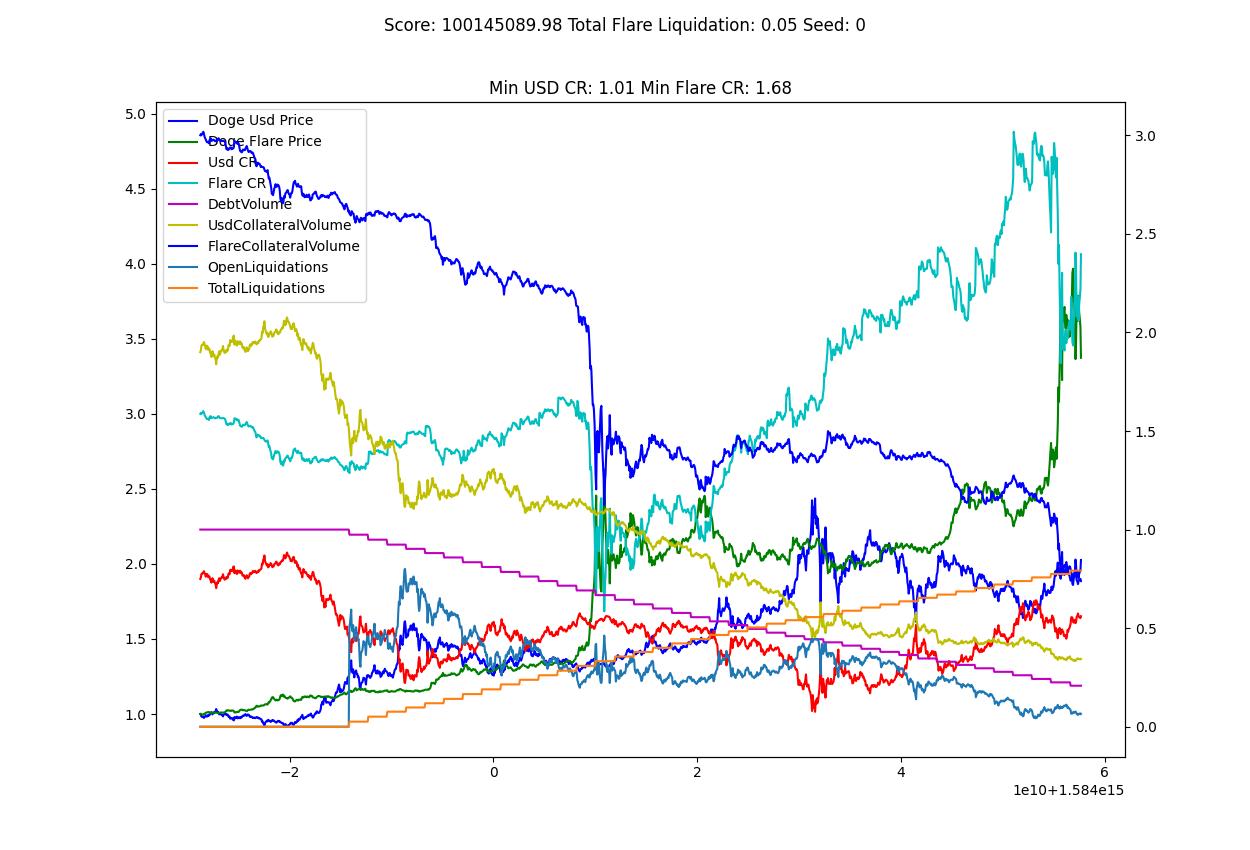 Score: 100145089.98 Total Flare Liquidation: 0.05 Seed: 0
Min USD CR: 1.01 Min Flare CR: 1.68
5.0
4.5
4.0
3.5
3.0
2.5
2.0
1.5
1.0
Doge Usd Price
Doge Flare Price
Usd CR
Flare CR
DebtVolume
UsdCollateralVolume
FlareCollateralVolume
OpenLiquidations
TotalLiquidations
3.0
2.5
2.0
1.5
1.0
0.5
0.0
−2
0
2
4
6
1e10+1.584e15